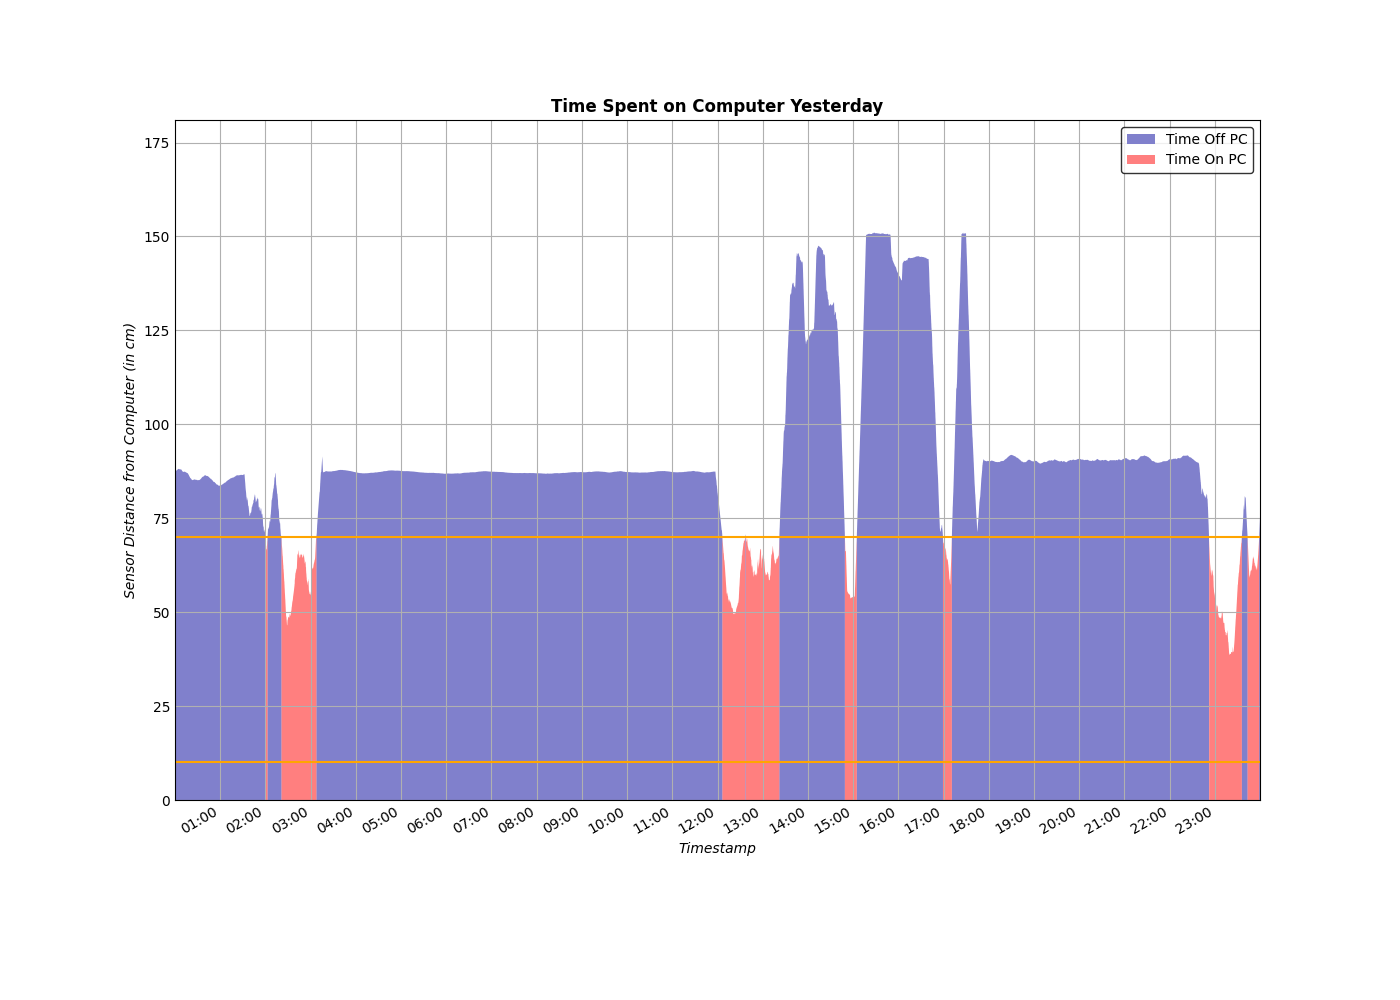 Time Spent on Computer Yesterday
Time Off PC
Time On PC
175
150
125
100
75
50
25
0
Sensor Distance from Computer (in cm)
01:00 02:00 03:00 04:00 05:00 06:00 07:00 08:00 09:00 10:00 11:00 12:00 13:00 14:00 15:00 16:00 17:00 18:00 19:00 20:00 21:00 22:00 23:00
Timestamp